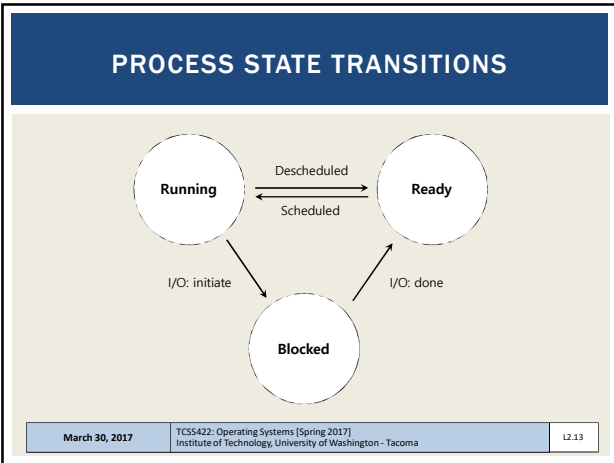 PROCESS STATE TRANSITIONS
Descheduled
Running
Ready
Scheduled
I/O: initiate
I/O: done
Blocked
March 30, 2017
TCSS422: Operating Systems [Spring 2017]
Institute of Technology, University of Washington - Tacoma
L2.13